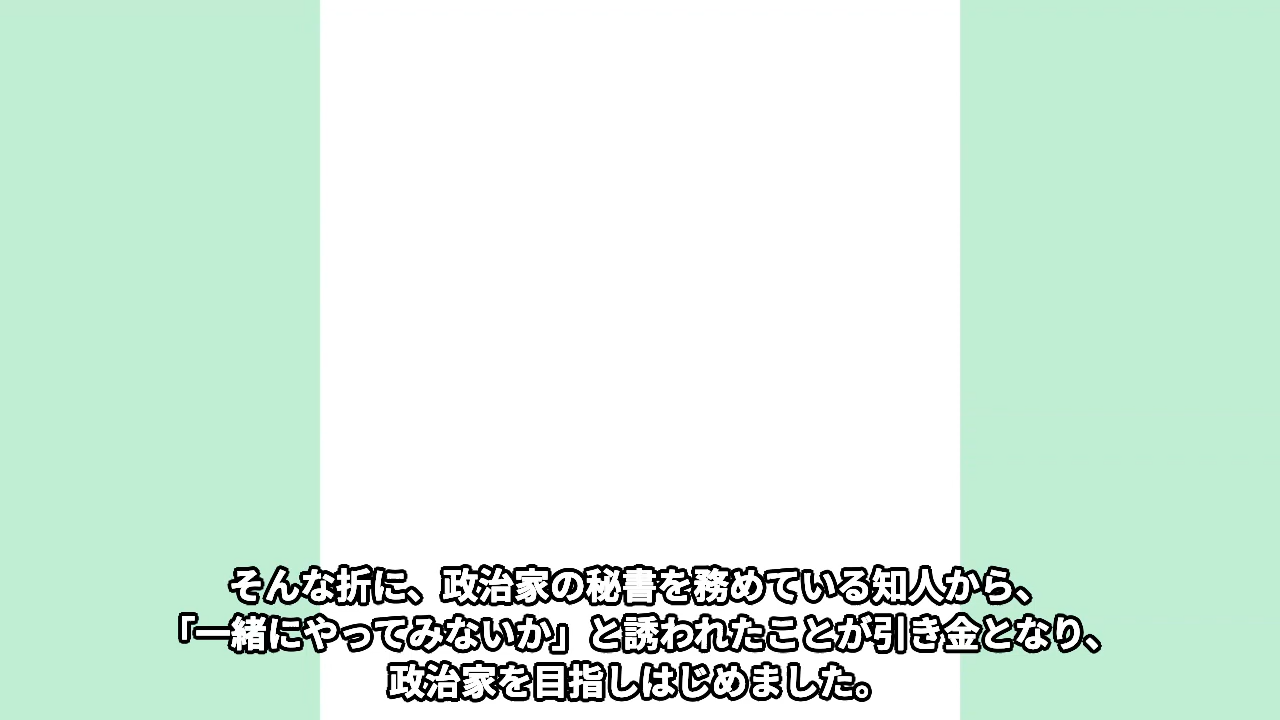 そんな折に、政治家の秘書を務めている知人から、
「一緒にやってみないか」と誘われたことが引き金となり、
政治家を目指しはじめました。